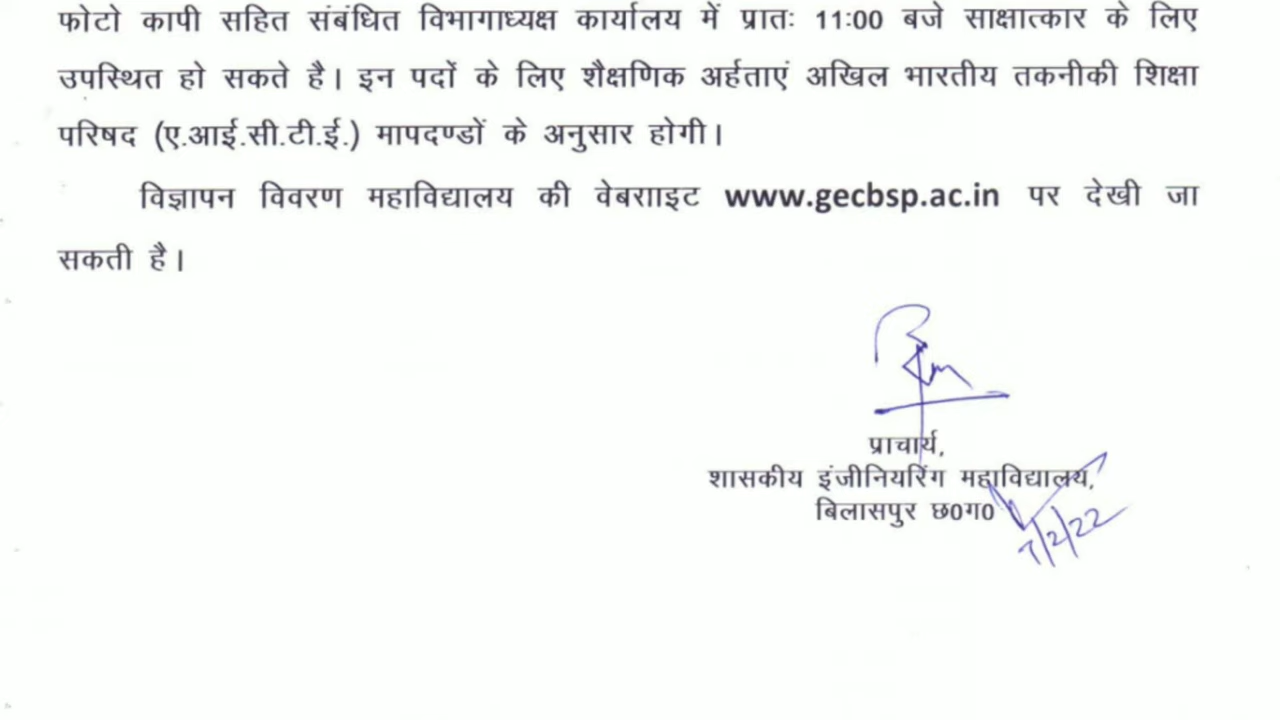 फोटो कापी सहित संबंधित विभागाध्यक्ष कार्यालय में प्रातः 11:00 बजे साक्षात्कार के लिए
उपस्थित हो सकते है। इन पदों के लिए शैक्षणिक अर्हताएं अखिल भारतीय तकनीकी शिक्षा
परिषद (ए.आई.सी.टी.ई.) मापदण्डों के अनुसार होगी।
विज्ञापन विवरण महाविद्यालय की वेबसाइट www.gecbsp.ac.in पर देखी जा
सकती है।
प्राचार्य,
शासकीय इंजीनियरिंग महाविद्यालय,
बिलासपुर छ0ग0
7/2/22